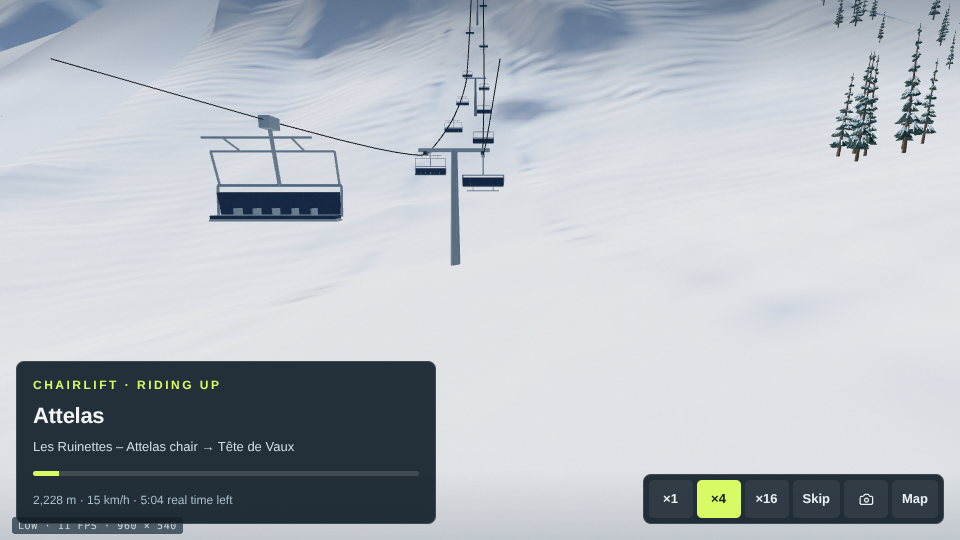 CHAIRLIFT · RIDING UP
Attelas
Les Ruinettes – Attelas chair → Tête de Vaux
2,228 m · 15 km/h · 5:04 real time left
LOW · 11 FPS · 960 × 540
×1 ×4 ×16 Skip Map